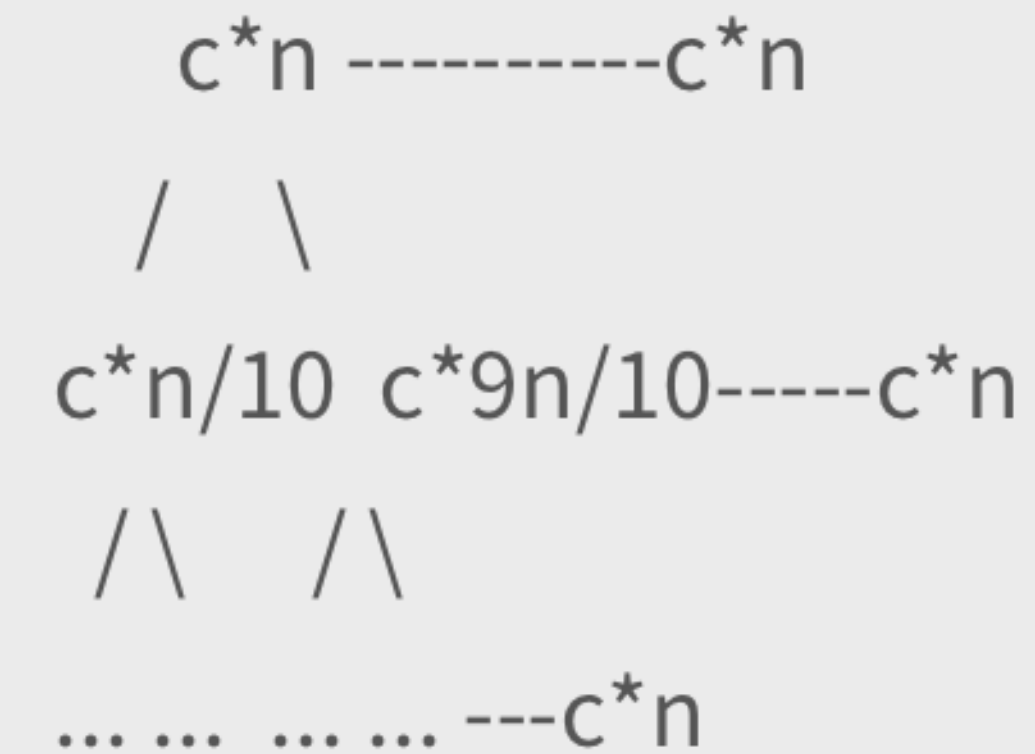 c*n ----------c*n
/ \
c*n/10 c*9n/10-----c*n
/ \ / \
... ... ... ... ---c*n